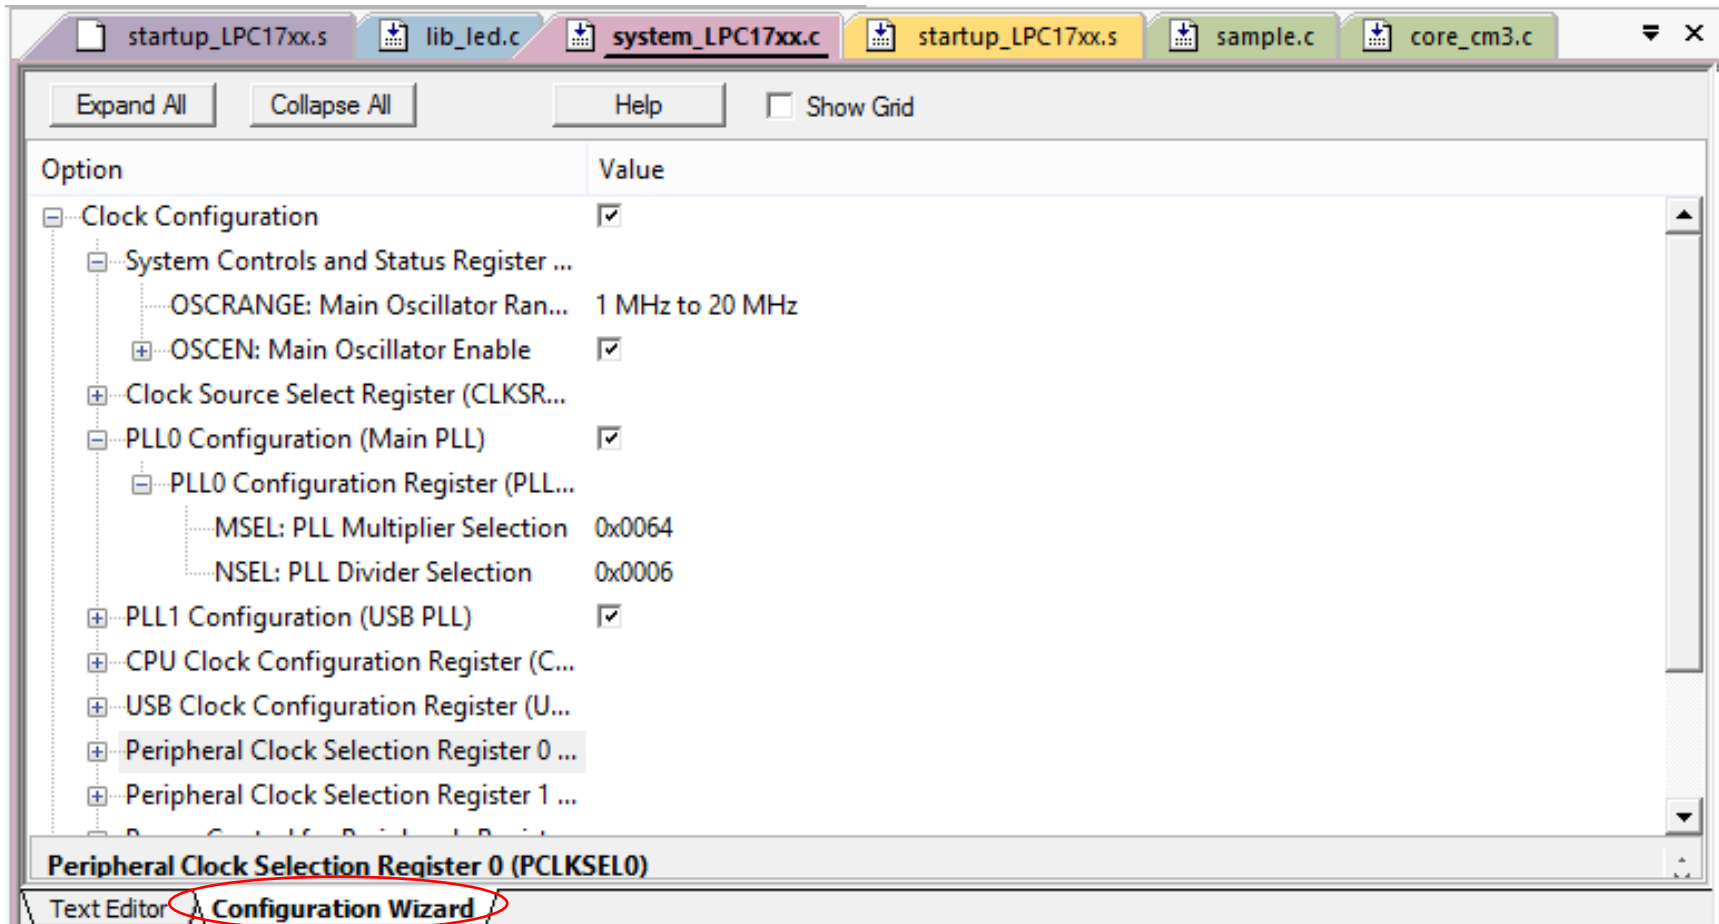 startup_LPC17xx.s lib_led.c system_LPC17xx.c startup_LPC17xx.s sample.c core_cm3.c
Expand All Collapse All Help Show Grid
Option Value
Clock Configuration
System Controls and Status Register ...
OSCRANGE: Main Oscillator Ran... 1 MHz to 20 MHz
OSCEN: Main Oscillator Enable
Clock Source Select Register (CLKSR...
PLL0 Configuration (Main PLL)
PLL0 Configuration Register (PLL...
MSEL: PLL Multiplier Selection 0x0064
NSEL: PLL Divider Selection 0x0006
PLL1 Configuration (USB PLL)
CPU Clock Configuration Register (C...
USB Clock Configuration Register (U...
Peripheral Clock Selection Register 0 ...
Peripheral Clock Selection Register 1 ...
Peripheral Clock Selection Register 0 (PCLKSEL0)
Text Editor Configuration Wizard